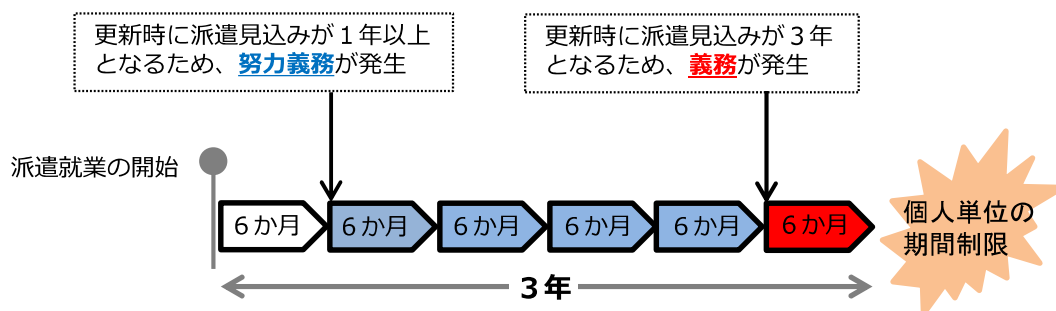 更新時に派遣見込みが１年以上
となるため、努力義務が発生
更新時に派遣見込みが３年
となるため、義務が発生
派遣就業の開始
６か月
６か月
６か月
６か月
６か月
６か月
個人単位の
期間制限
３年